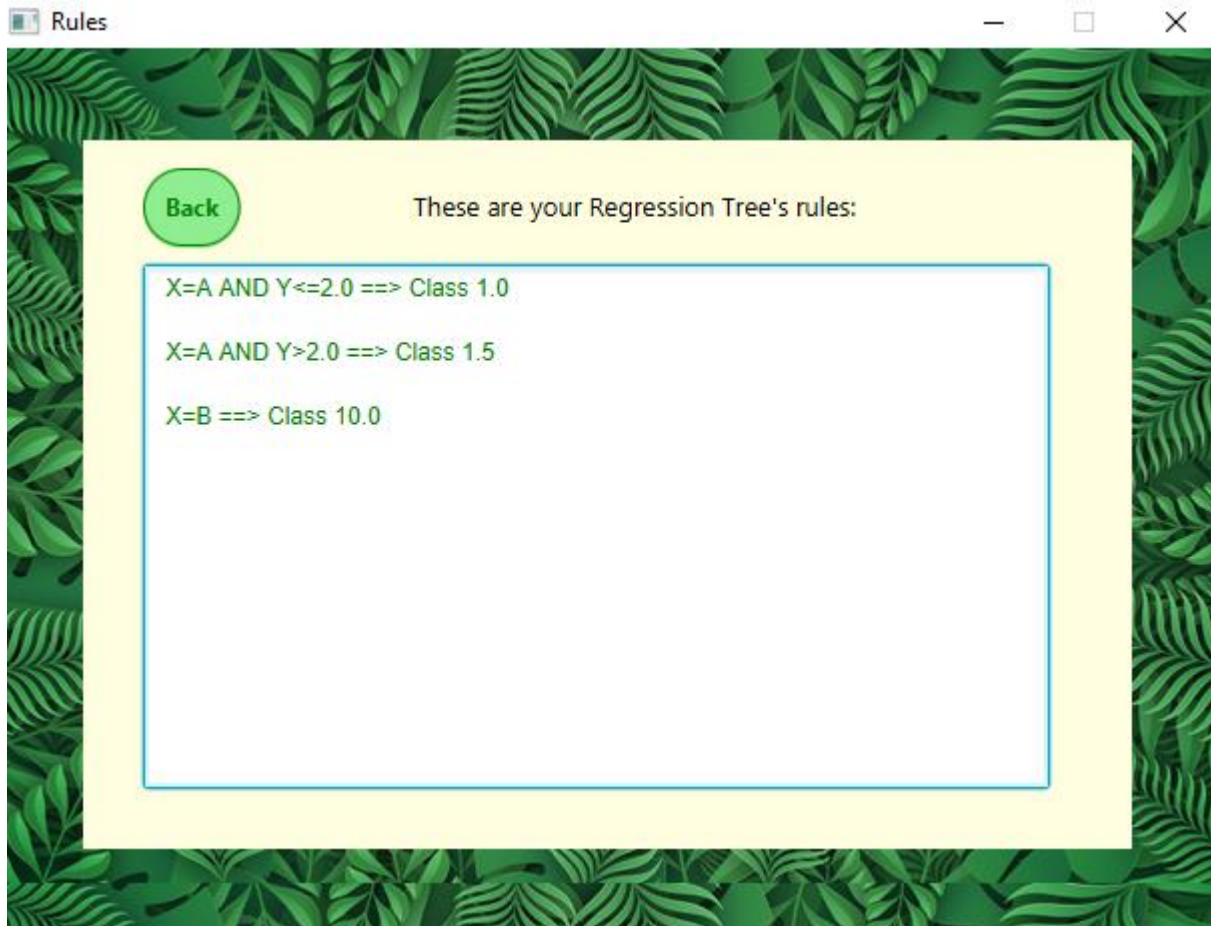 Rules
Back
These are your Regression Tree's rules:
X=A AND Y<=2.0 ==> Class 1.0
X=A AND Y>2.0 ==> Class 1.5
X=B ==> Class 10.0